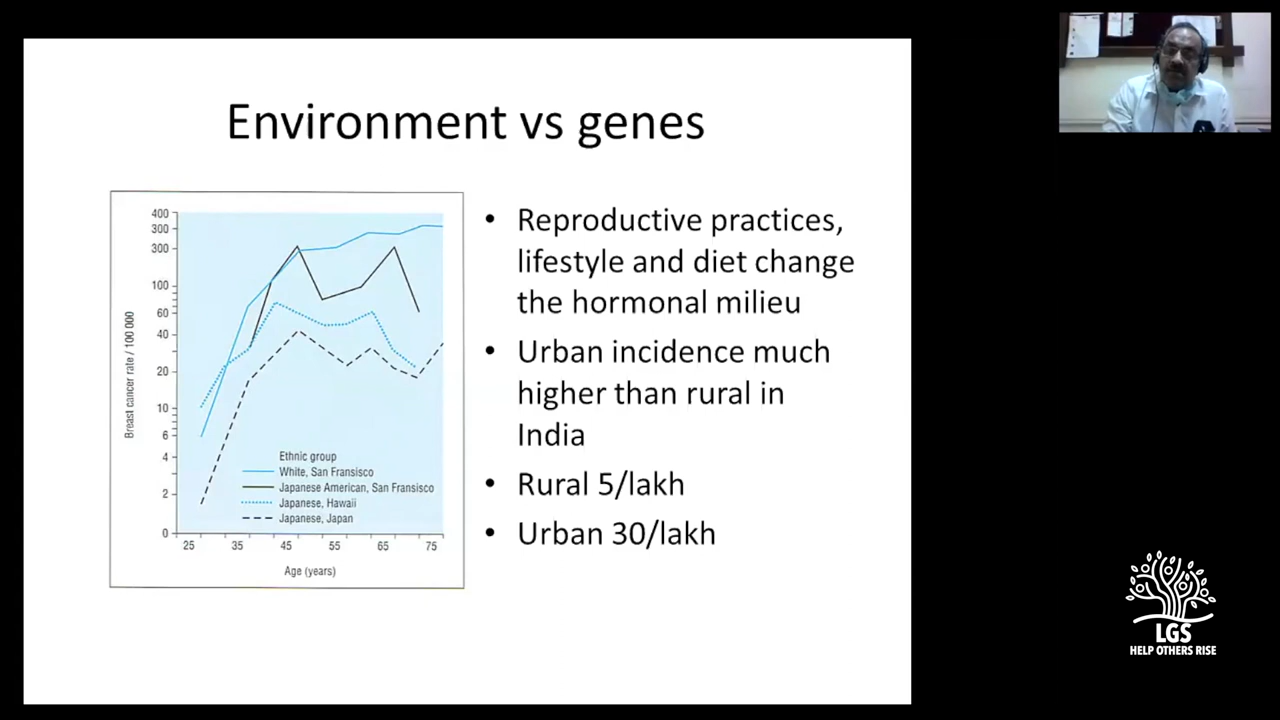 Environment vs genes
400
300
300
100
60
40
20
10
6
4
2
0
Breast cancer rate / 100 000
Ethnic group
White, San Fransisco
Japanese American, San Fransisco
Japanese, Hawaii
Japanese, Japan
25 35 45 55 65 75
Age (years)
• Reproductive practices,
lifestyle and diet change
the hormonal milieu
• Urban incidence much
higher than rural in
India
• Rural 5/lakh
• Urban 30/lakh
LGS
HELP OTHERS RISE